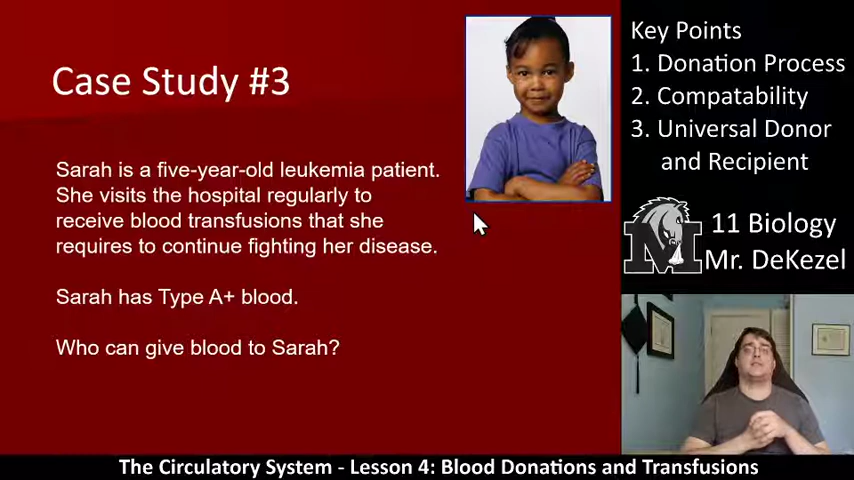 Case Study #3
Sarah is a five-year-old leukemia patient.
She visits the hospital regularly to
receive blood transfusions that she
requires to continue fighting her disease.
Sarah has Type A+ blood.
Who can give blood to Sarah?
Key Points
1. Donation Process
2. Compatability
3. Universal Donor
and Recipient
M
11 Biology
Mr. DeKezel
The Circulatory System - Lesson 4: Blood Donations and Transfusions